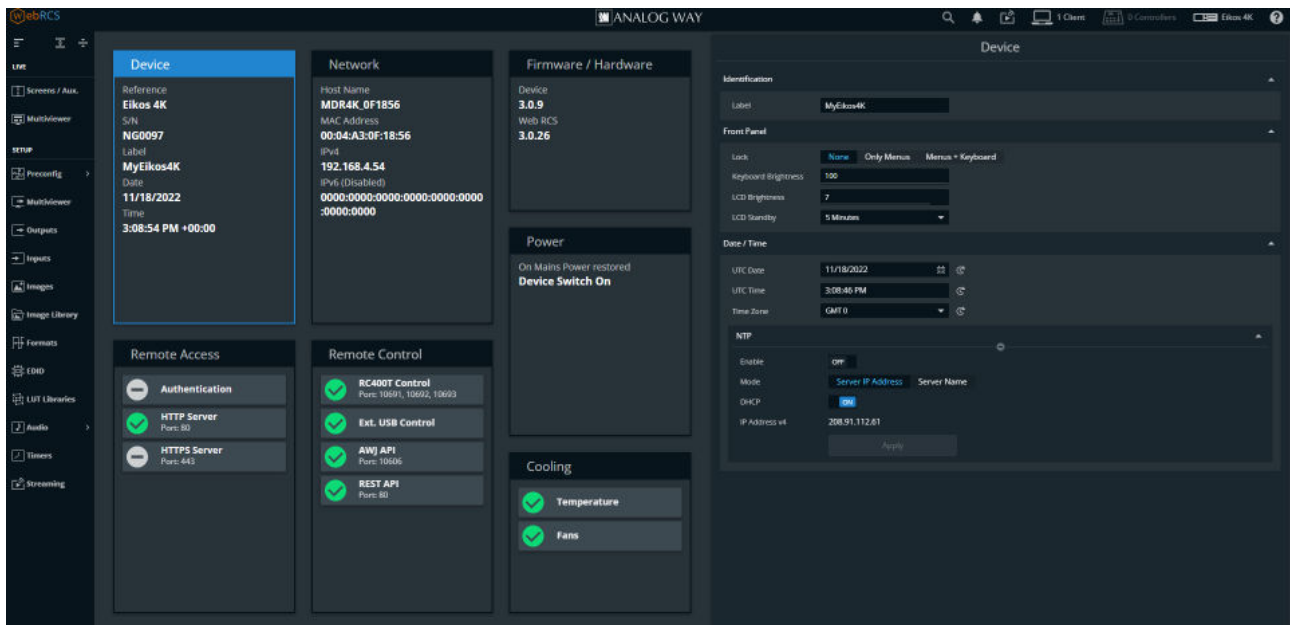 WebRCS
ANALOG WAY
1 Client
0 Controllers
Eikos 4K
LIVE
Screens / Aux.
Multiviewer
SETUP
Preconfig
Multiviewer
Outputs
Inputs
Images
Image Library
Formats
EDID
LUT Libraries
Audio
Timers
Streaming
Device
Reference
Eikos 4K
S/N
NG0097
Label
MyEikos4K
Date
11/18/2022
Time
3:08:54 PM +00:00
Network
Host Name
MDR4K_0F1856
MAC Address
00:04:A3:0F:18:56
IPv4
192.168.4.54
IPv6 (Disabled)
0000:0000:0000:0000:0000:0000
:0000:0000
Firmware / Hardware
Device
3.0.9
Web RCS
3.0.26
Power
On Mains Power restored
Device Switch On
Remote Access
Authentication
HTTP Server
Port: 80
HTTPS Server
Port: 443
Remote Control
RC400T Control
Port: 10691, 10692, 10693
Ext. USB Control
AWJ API
Port: 10606
REST API
Port: 80
Cooling
Temperature
Fans
Device
Identification
Label MyEikos4K
Front Panel
Lock None Only Menus Menus + Keyboard
Keyboard Brightness 100
LCD Brightness 7
LCD Standby 5 Minutes
Date / Time
UTC Date 11/18/2022
UTC Time 3:08:46 PM
Time Zone GMT 0
NTP
Enable OFF
Mode Server IP Address Server Name
DHCP ON
IP Address v4 208.91.112.61
Apply